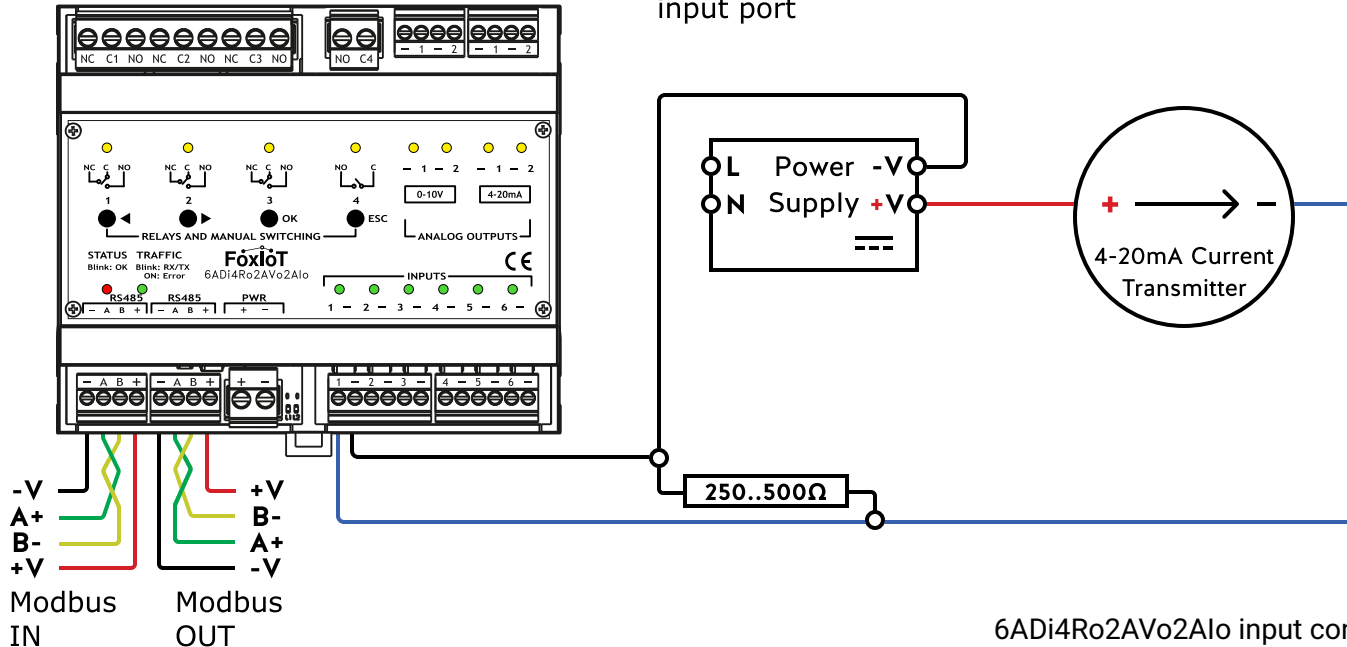 input port
NC C1 NO NC C2 NO NC C3 NO
NO C4
− 1 − 2
− 1 − 2
NC C NO
NC C NO
NC C NO
NO C
− 1 − 2
− 1 − 2
0-10V
4-20mA
1
2
3
4
OK
ESC
RELAYS AND MANUAL SWITCHING
ANALOG OUTPUTS
STATUS
Blink: OK
TRAFFIC
Blink: RX/TX
ON: Error
FoxIoT
6ADi4Ro2AVo2AIo
CE
INPUTS
RS485
RS485
PWR
− A B +
− A B +
+ −
1 − 2 − 3 − 4 − 5 − 6 −
− A B +
− A B +
+ −
1 − 2 − 3 −
4 − 5 − 6 −
L
N
Power
Supply
-V
+V
+ −
4-20mA Current
Transmitter
250..500Ω
-V
A+
B-
+V
+V
B-
A+
-V
Modbus
IN
Modbus
OUT
6ADi4Ro2AVo2AIo input cor